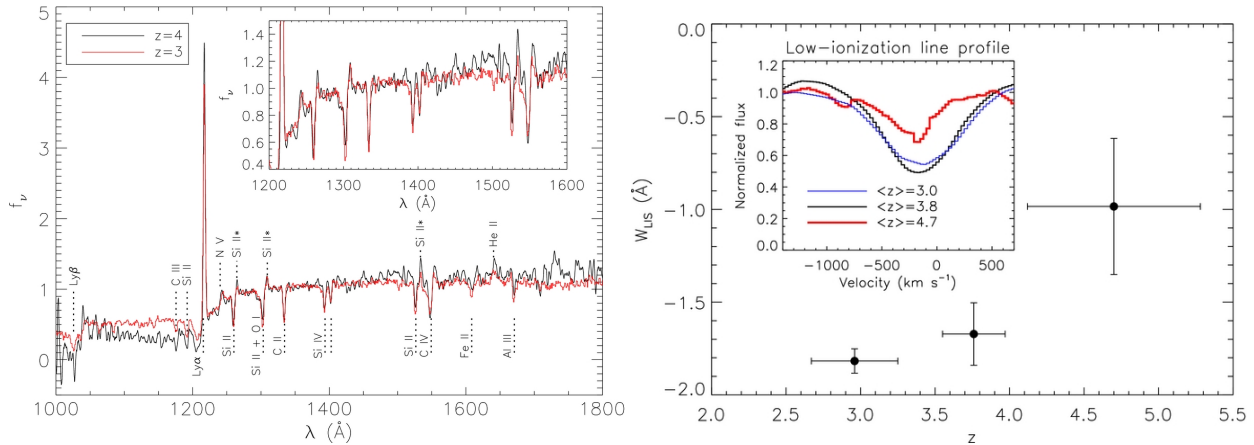 z=4
z=3
f_ν
5
4
3
2
1
0
1000
1200
1400
1600
1800
λ (Å)
1.4
1.2
1.0
0.8
0.6
0.4
f_ν
1200
1300
1400
1500
1600
λ (Å)
Lyβ
C III
Si II
N V
Si II*
Si II*
Si II*
He II
Lyα
Si II
Si II + O I
C II
Si IV
Si II
C IV
Fe II
Al III
0.0
−0.5
−1.0
−1.5
−2.0
W_LIS (Å)
2.0
2.5
3.0
3.5
4.0
4.5
5.0
5.5
z
Low−ionization line profile
1.2
1.0
0.8
0.6
0.4
0.2
0.0
Normalized flux
<z>=3.0
<z>=3.8
<z>=4.7
−1000
−500
0
500
Velocity (km s⁻¹)